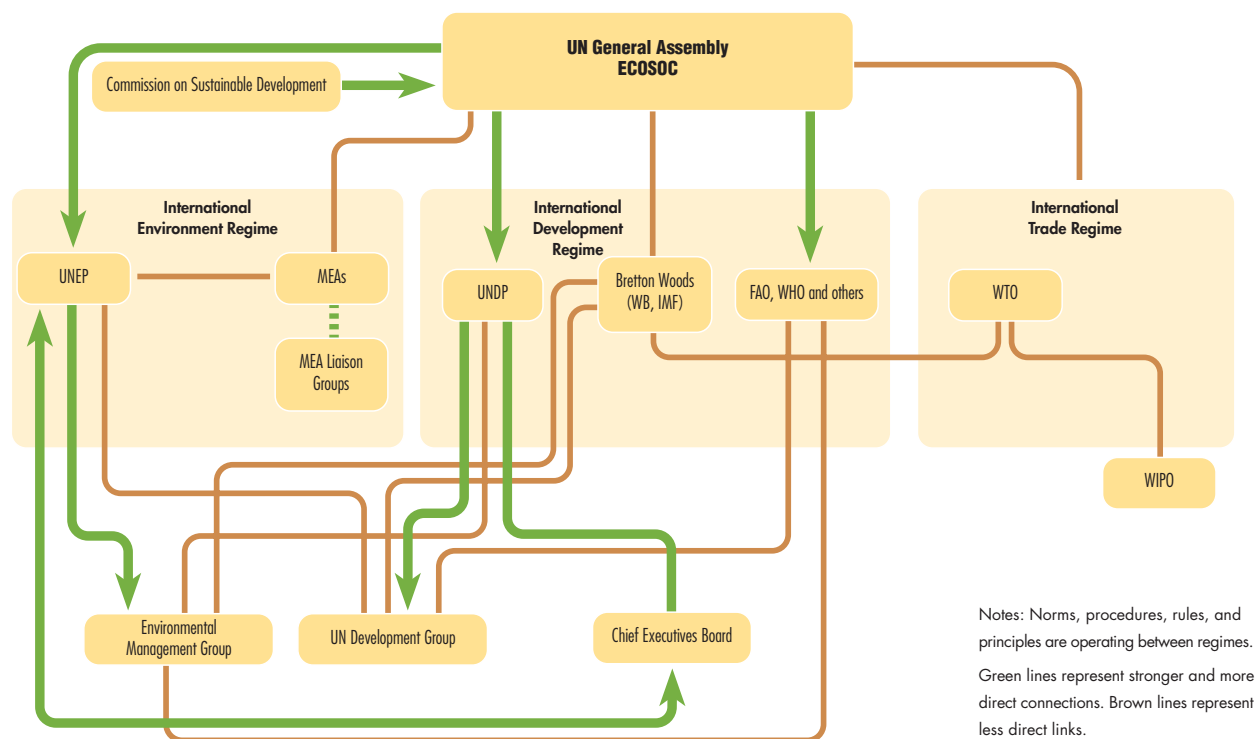 UN General Assembly
ECOSOC
Commission on Sustainable Development
International
Environment Regime
International
Development
Regime
International
Trade Regime
UNEP
MEAs
UNDP
Bretton Woods
(WB, IMF)
FAO, WHO and others
WTO
MEA Liaison
Groups
WIPO
Environmental
Management Group
UN Development Group
Chief Executives Board
Notes: Norms, procedures, rules, and
principles are operating between regimes.
Green lines represent stronger and more
direct connections. Brown lines represent
less direct links.